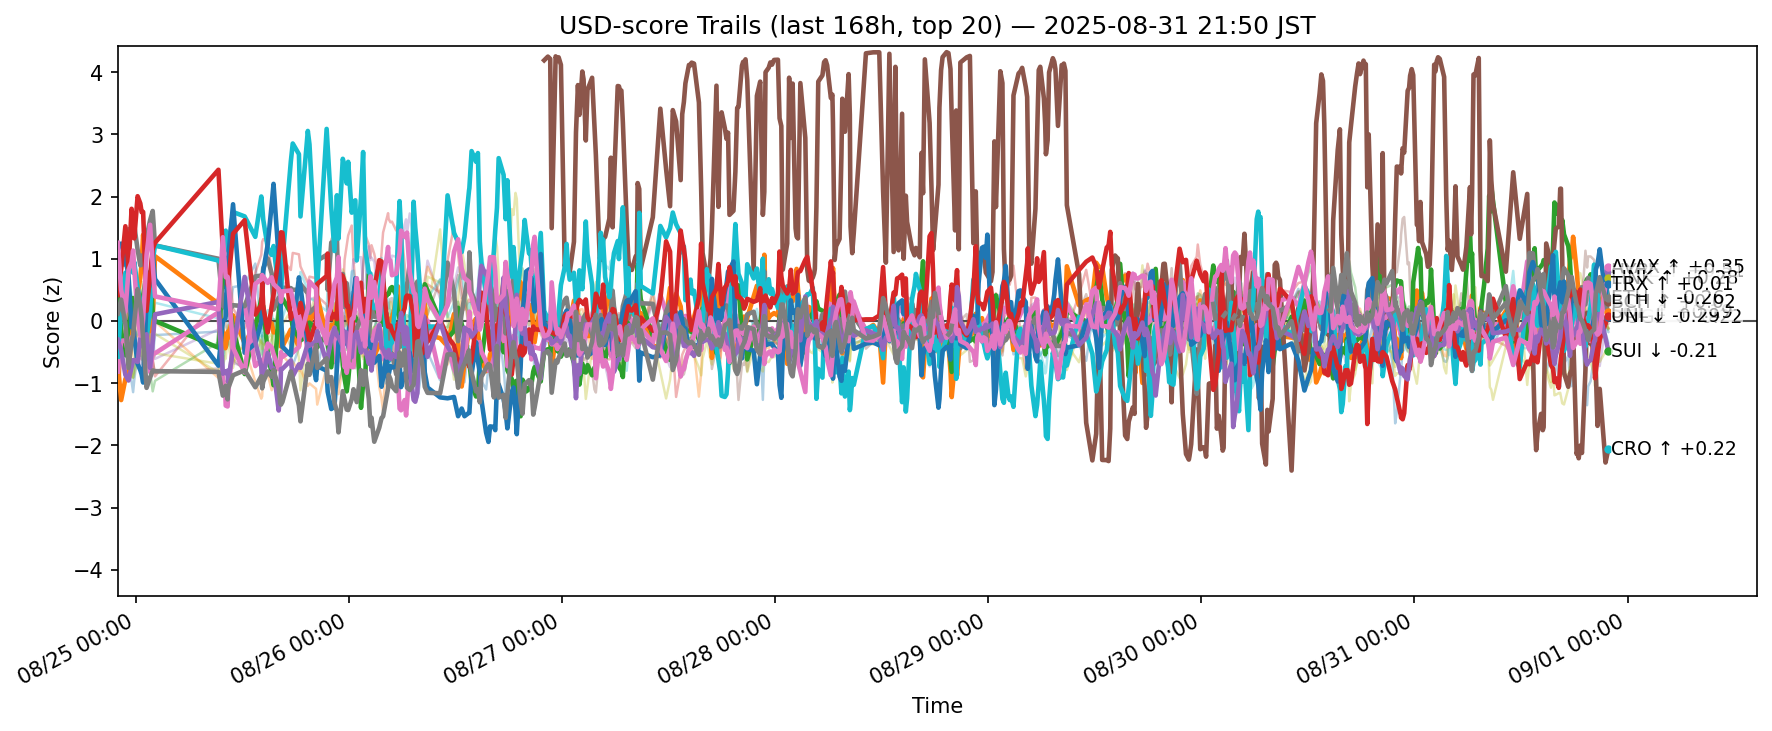 USD-score Trails (last 168h, top 20) — 2025-08-31 21:50 JST
Score (z)
4
3
2
1
0
−1
−2
−3
−4
AVAX ↑ +0.35
TRX ↑ +0.01
ETH ↓ -0.26
UNI ↓ -0.29
SUI ↓ -0.21
CRO ↑ +0.22
08/25 00:00
08/26 00:00
08/27 00:00
08/28 00:00
08/29 00:00
08/30 00:00
08/31 00:00
09/01 00:00
Time